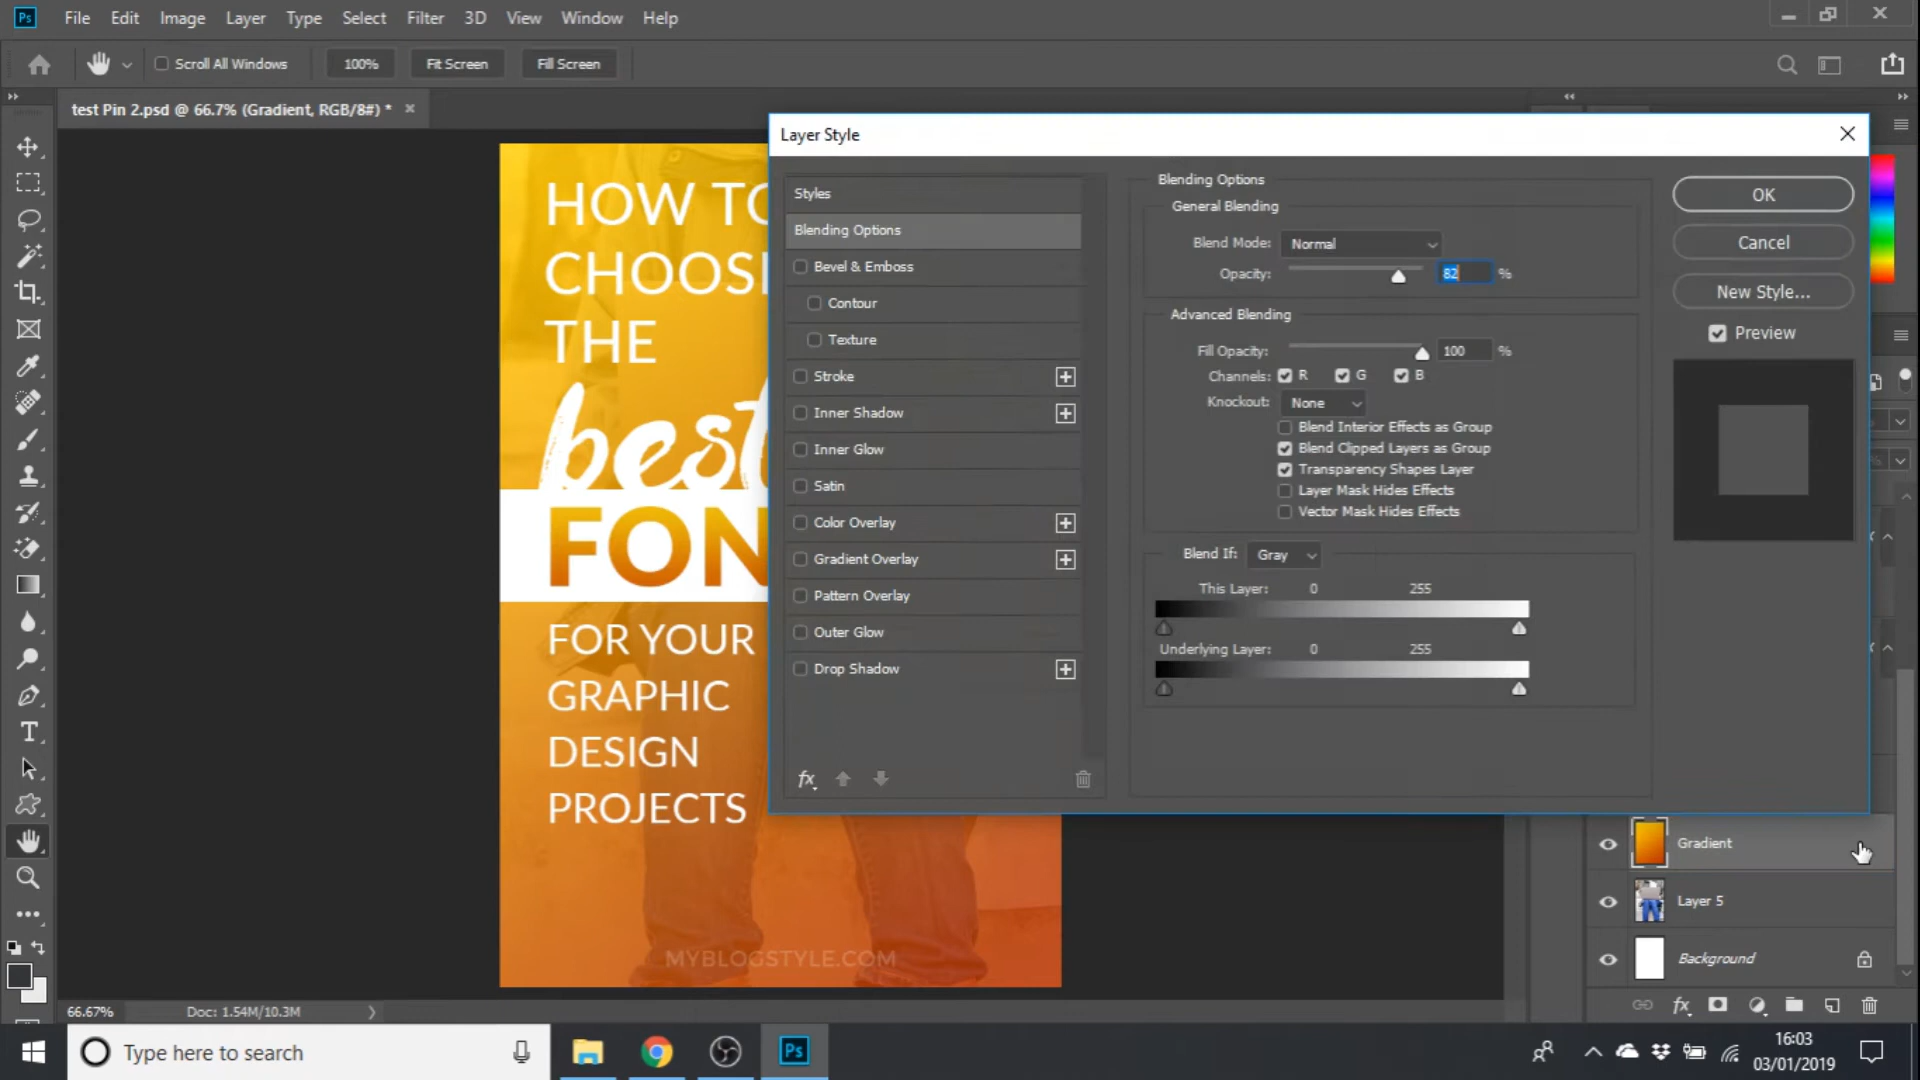 Ps File Edit Image Layer Type Select Filter 3D View Window Help
Scroll All Windows 100% Fit Screen Fill Screen
test Pin 2.psd @ 66.7% (Gradient, RGB/8#) *
HOW TO
CHOOSE
THE
best
FON
FOR YOUR
GRAPHIC
DESIGN
PROJECTS
MYBLOGSTYLE.COM
Layer Style
Styles
Blending Options
Bevel & Emboss
Contour
Texture
Stroke
Inner Shadow
Inner Glow
Satin
Color Overlay
Gradient Overlay
Pattern Overlay
Outer Glow
Drop Shadow
fx
Blending Options
General Blending
Blend Mode: Normal
Opacity: 82 %
Advanced Blending
Fill Opacity: 100 %
Channels: R G B
Knockout: None
Blend Interior Effects as Group
Blend Clipped Layers as Group
Transparency Shapes Layer
Layer Mask Hides Effects
Vector Mask Hides Effects
Blend If: Gray
This Layer: 0 255
Underlying Layer: 0 255
OK
Cancel
New Style...
Preview
Gradient
Layer 5
Background
fx
66.67% Doc: 1.54M/10.3M
Type here to search
Ps
16:03
03/01/2019